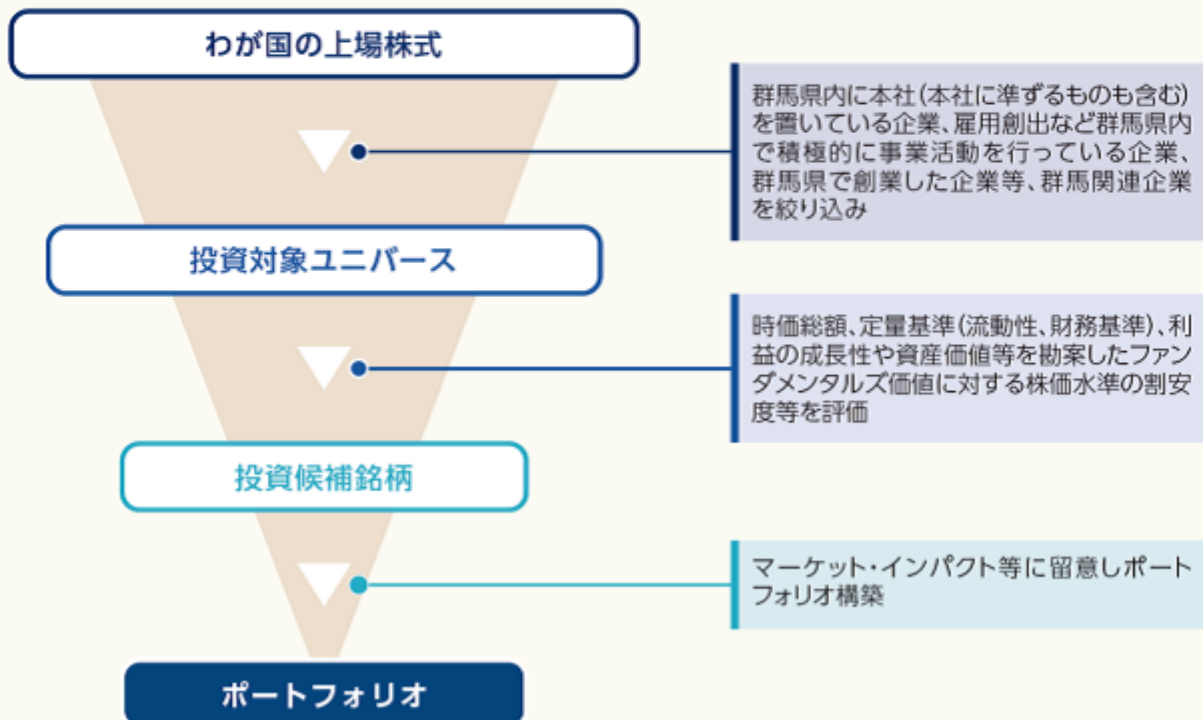 わが国の上場株式
群馬県内に本社(本社に準ずるものも含む)
を置いている企業、雇用創出など群馬県内
で積極的に事業活動を行っている企業、
群馬県で創業した企業等、群馬関連企業
を絞り込み
投資対象ユニバース
時価総額、定量基準(流動性、財務基準)、利
益の成長性や資産価値等を勘案したファン
ダメンタルズ価値に対する株価水準の割安
度等を評価
投資候補銘柄
マーケット・インパクト等に留意しポート
フォリオ構築
ポートフォリオ